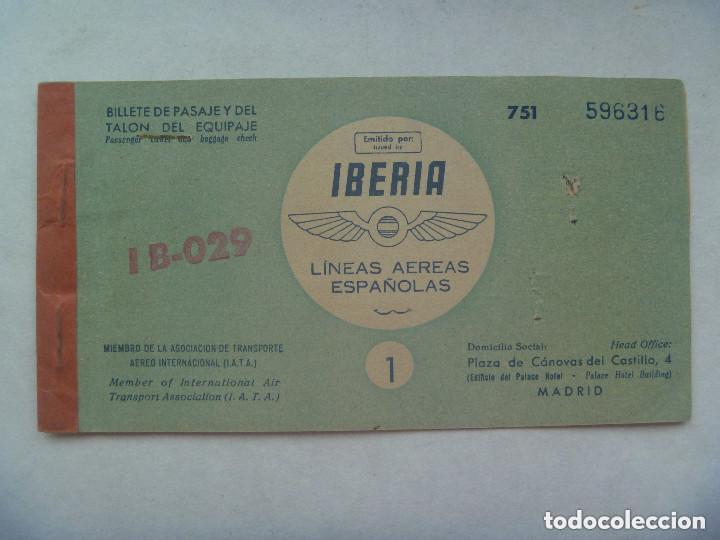 BILLETE DE PASAJE Y DEL
TALON DEL EQUIPAJE
Passenger ticket and baggage check
751 596316
Emitido por:
Issued by
IBERIA
LÍNEAS AEREAS
ESPAÑOLAS
I B-029
MIEMBRO DE LA ASOCIACION DE TRANSPORTE
AEREO INTERNACIONAL (I.A.T.A.)
Member of International Air
Transport Association (I. A. T. A.)
1
Domicilio Social: Head Office:
Plaza de Cánovas del Castillo, 4
(Edificio del Palace Hotel - Palace Hotel Building)
MADRID
todocoleccion.net